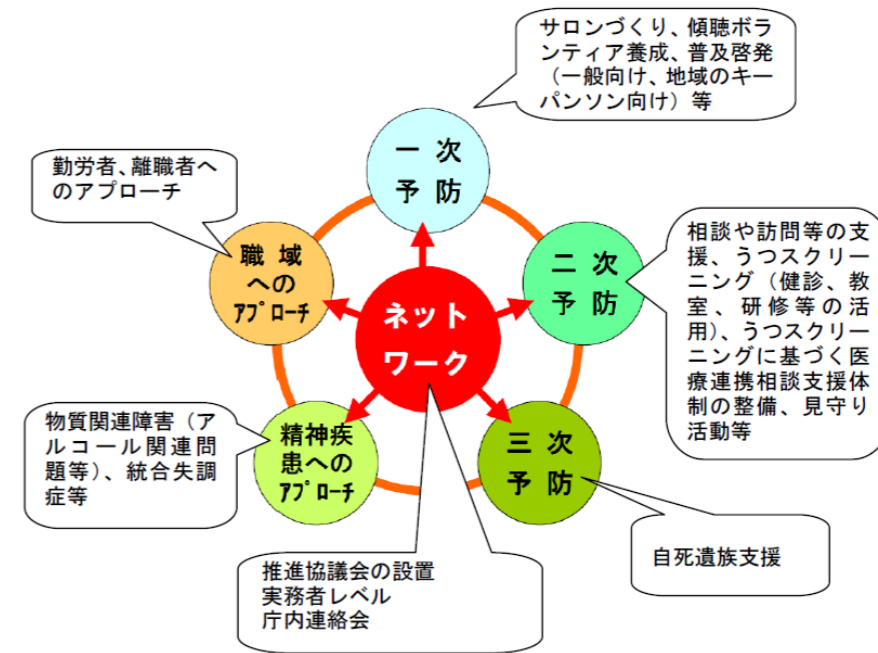 サロンづくり、傾聴ボラ
ンティア養成、普及啓発
（一般向け、地域のキー
パンソン向け）等
一 次
予 防
勤労者、離職者へ
のアプローチ
職 域
への
ｱﾌﾟﾛｰﾁ
二 次
予 防
相談や訪問等の支
援、うつスクリー
ニング（健診、教
室、研修等の活
用）、うつスクリー
ニングに基づく医
療連携相談支援体
制の整備、見守り
活動等
ネット
ワーク
物質関連障害（ア
ルコール関連問
題等）、統合失調
症等
精神疾
患への
ｱﾌﾟﾛｰﾁ
三 次
予 防
自死遺族支援
推進協議会の設置
実務者レベル
庁内連絡会